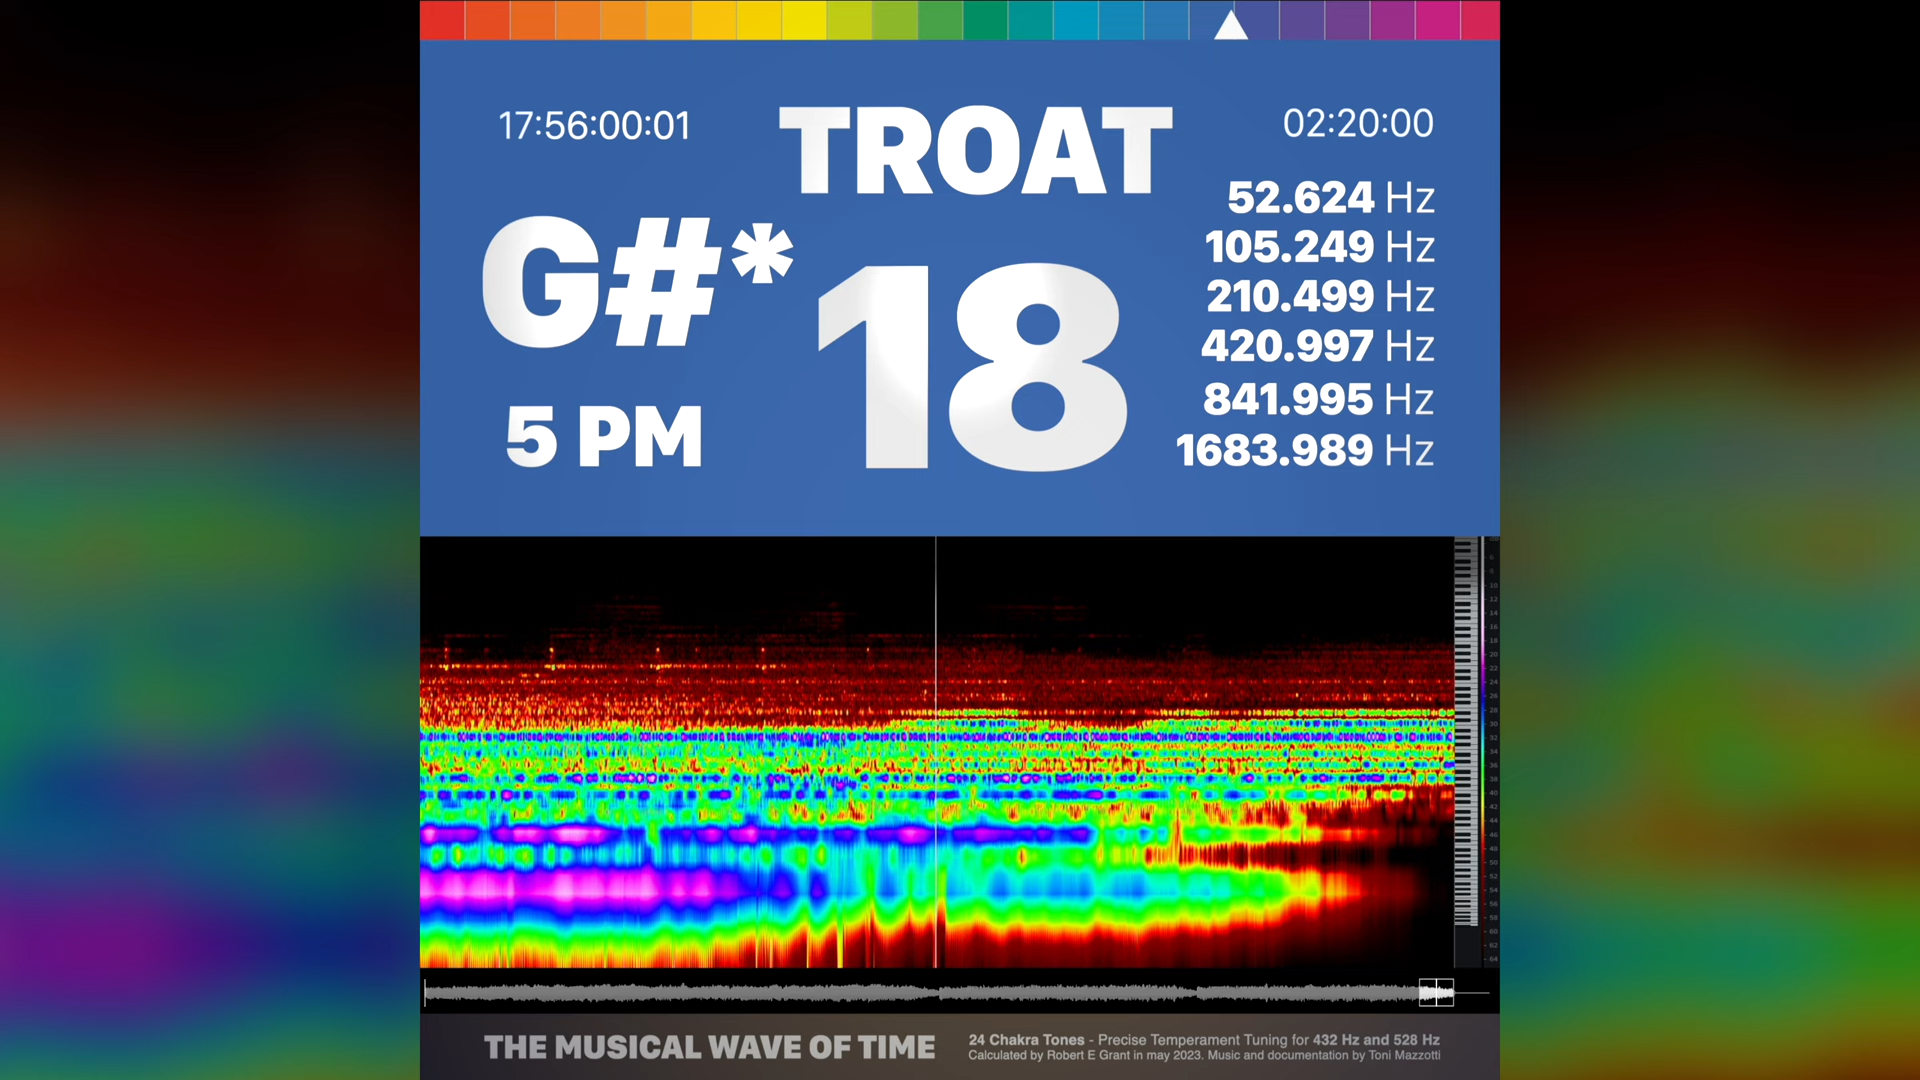 17:56:00:01
TROAT
02:20:00
G#*
18
5 PM
52.624 Hz
105.249 Hz
210.499 Hz
420.997 Hz
841.995 Hz
1683.989 Hz
THE MUSICAL WAVE OF TIME
24 Chakra Tones - Precise Temperament Tuning for 432 Hz and 528 Hz
Calculated by Robert E Grant in may 2023. Music and documentation by Toni Mazzotti